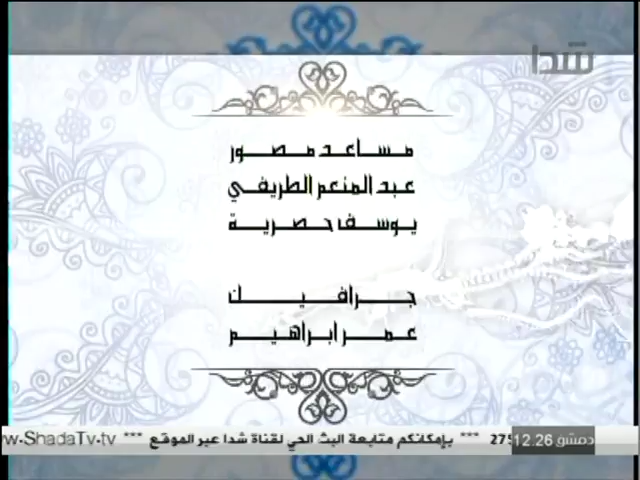 شدا
مساعد مصور
عبد المنعم الطريفي
يوسف حصرية
جرافيك
عمر ابراهيم
دمشق 12.26
275 *** بإمكانكم متابعة البث الحي لقناة شدا عبر الموقع *** w.ShadaTv.tv